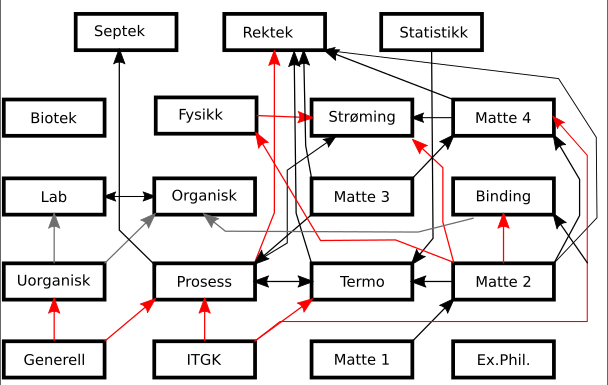 Septek
Rektek
Statistikk
Biotek
Fysikk
Strøming
Matte 4
Lab
Organisk
Matte 3
Binding
Uorganisk
Prosess
Termo
Matte 2
Generell
ITGK
Matte 1
Ex.Phil.